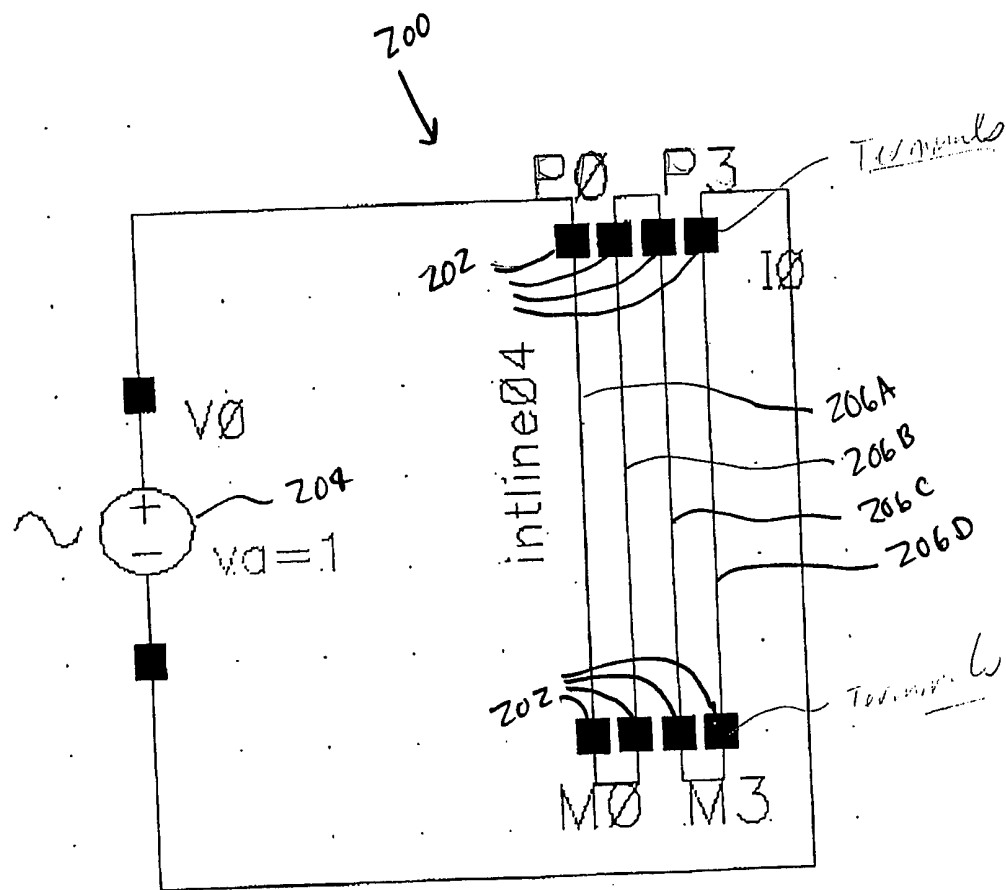 200
Terminals
P0
P3
202
I0
intline04
206A
V0
206B
204
206C
va=1
206D
202
Terminals
M0
M3